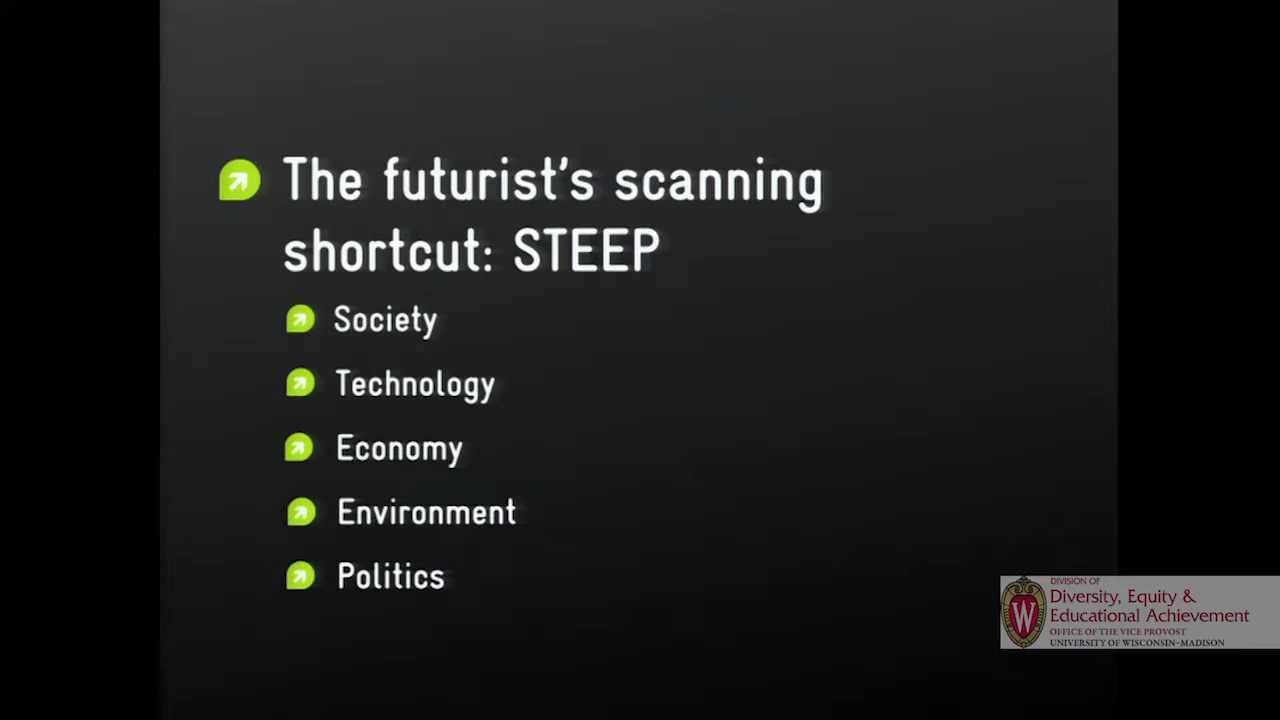 The futurist's scanning
shortcut: STEEP
Society
Technology
Economy
Environment
Politics
DIVISION OF
Diversity, Equity &
Educational Achievement
OFFICE OF THE VICE PROVOST
UNIVERSITY OF WISCONSIN–MADISON
W